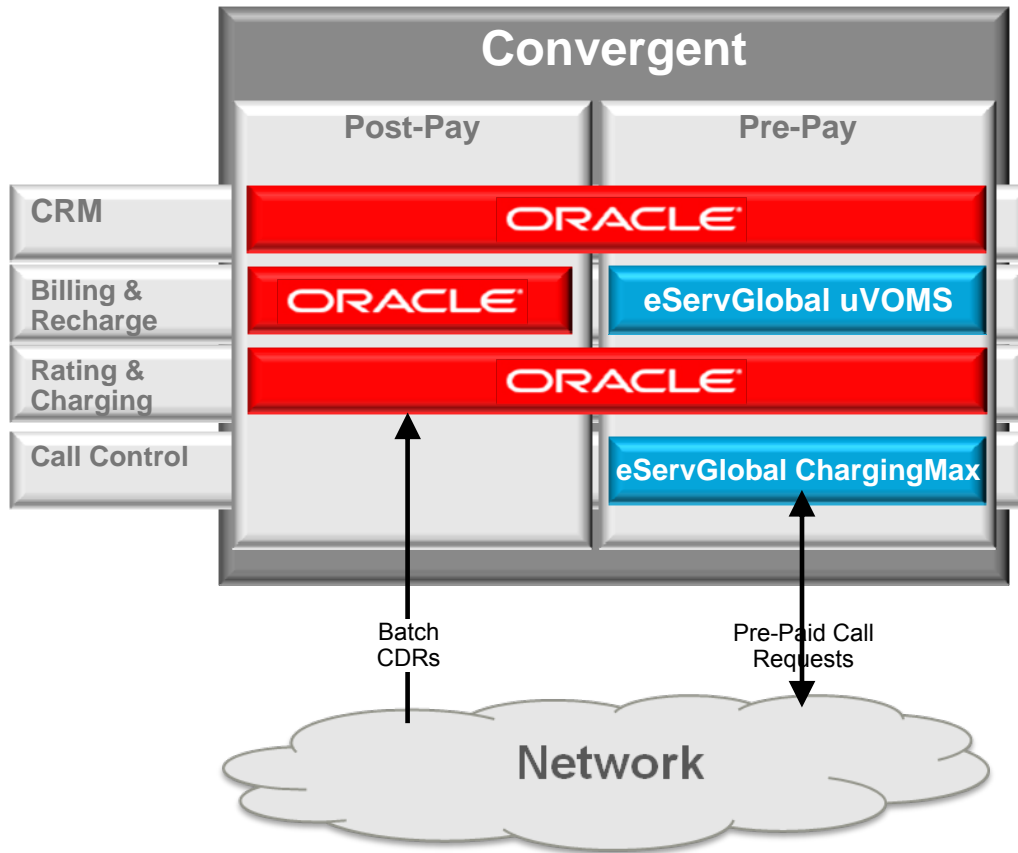 Convergent
Post-Pay
Pre-Pay
CRM
ORACLE
Billing &
Recharge
ORACLE
eServGlobal uVOMS
Rating &
Charging
ORACLE
Call Control
eServGlobal ChargingMax
Batch
CDRs
Pre-Paid Call
Requests
Network